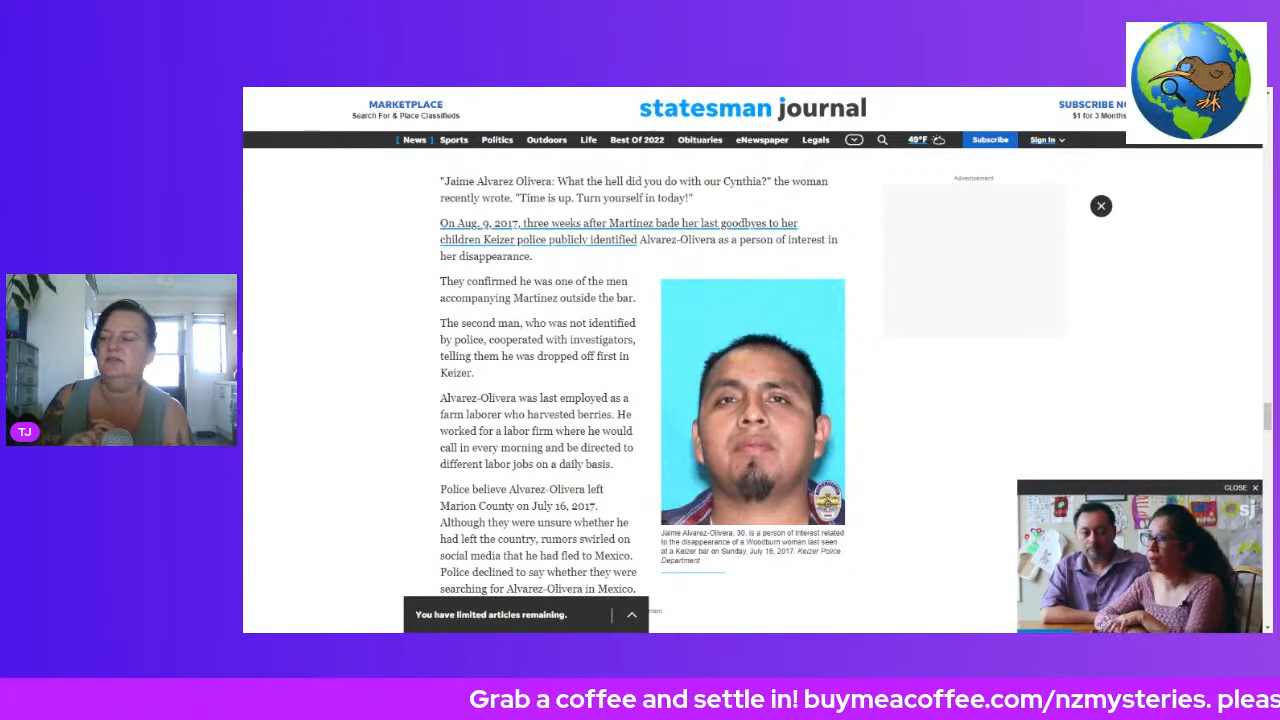 MARKETPLACE
Search For & Place Classifieds
statesman journal
SUBSCRIBE NO
$1 for 3 Months
[ News ] Sports Politics Outdoors Life Best Of 2022 Obituaries eNewspaper Legals 49°F Subscribe Sign In
"Jaime Alvarez Olivera: What the hell did you do with our Cynthia?" the woman
recently wrote. "Time is up. Turn yourself in today!"
On Aug. 9, 2017, three weeks after Martinez bade her last goodbyes to her
children Keizer police publicly identified Alvarez-Olivera as a person of interest in
her disappearance.
They confirmed he was one of the men
accompanying Martinez outside the bar.
The second man, who was not identified
by police, cooperated with investigators,
telling them he was dropped off first in
Keizer.
Alvarez-Olivera was last employed as a
farm laborer who harvested berries. He
worked for a labor firm where he would
call in every morning and be directed to
different labor jobs on a daily basis.
Police believe Alvarez-Olivera left
Marion County on July 16, 2017.
Although they were unsure whether he
had left the country, rumors swirled on
social media that he had fled to Mexico.
Police declined to say whether they were
searching for Alvarez-Olivera in Mexico.
Jaime Alvarez-Olivera, 30, is a person of interest related
to the disappearance of a Woodburn woman last seen
at a Keizer bar on Sunday, July 16, 2017. Keizer Police
Department
Advertisement
CLOSE X
sj
You have limited articles remaining.
ment
TJ
Grab a coffee and settle in! buymeacoffee.com/nzmysteries. pleas